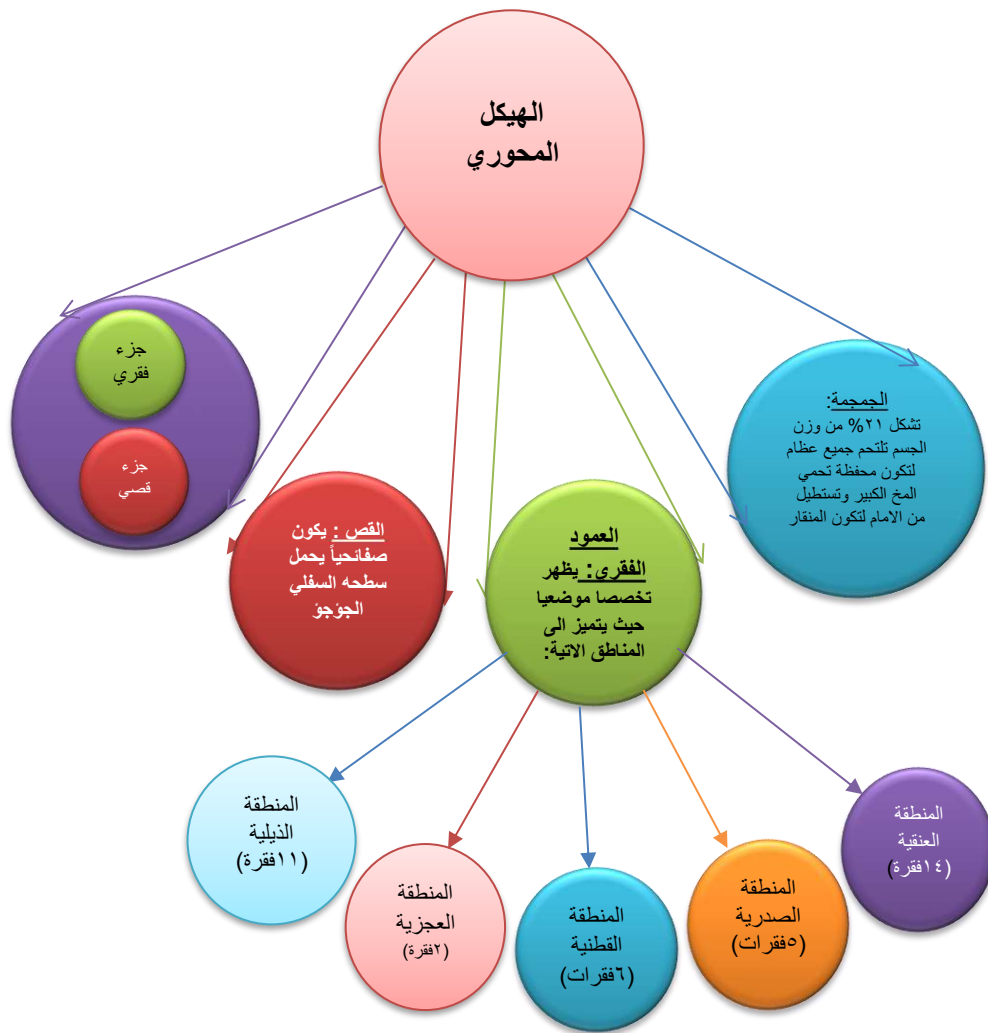 الهيكل
المحوري
الجمجمة:
تشكل ٢١% من وزن
الجسم تلتحم جميع عظام
لتكون محفظة تحمي
المخ الكبير وتستطيل
من الامام لتكون المنقار
العمود
الفقري: يظهر
تخصصا موضعيا
حيث يتميز الى
المناطق الاتية:
القص : يكون
صفائحياً يحمل
سطحه السفلي
الجؤجؤ
جزء
فقري
جزء
قصي
المنطقة
العنقية
(١٤فقرة)
المنطقة
الصدرية
(٥فقرات)
المنطقة
القطنية
(٦فقرات)
المنطقة
العجزية
(٢فقرة)
المنطقة
الذيلية
(١١فقرة)